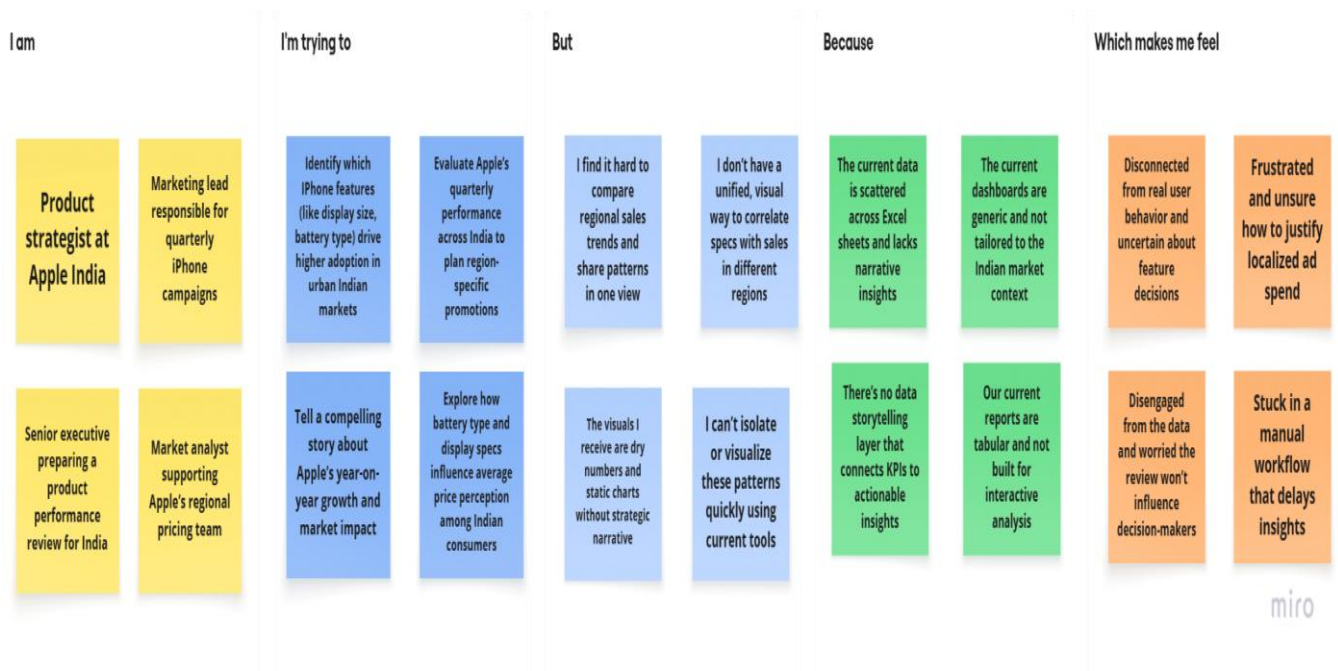 I am
I'm trying to
But
Because
Which makes me feel
Product
strategist at
Apple India
Marketing lead
responsible for
quarterly
iPhone
campaigns
Identify which
iPhone features
(like display size,
battery type) drive
higher adoption in
urban Indian
markets
Evaluate Apple's
quarterly
performance
across India to
plan region-
specific
promotions
I find it hard to
compare
regional sales
trends and
share patterns
in one view
I don't have a
unified, visual
way to correlate
specs with sales
in different
regions
The current data
is scattered
across Excel
sheets and lacks
narrative
insights
The current
dashboards are
generic and not
tailored to the
Indian market
context
Disconnected
from real user
behavior and
uncertain about
feature
decisions
Frustrated
and unsure
how to justify
localized ad
spend
Senior executive
preparing a
product
performance
review for India
Market analyst
supporting
Apple's regional
pricing team
Tell a compelling
story about
Apple's year-on-
year growth and
market impact
Explore how
battery type and
display specs
influence average
price perception
among Indian
consumers
The visuals I
receive are dry
numbers and
static charts
without strategic
narrative
I can't isolate
or visualize
these patterns
quickly using
current tools
There's no data
storytelling
layer that
connects KPIs to
actionable
insights
Our current
reports are
tabular and not
built for
interactive
analysis
Disengaged
from the data
and worried the
review won't
influence
decision-makers
Stuck in a
manual
workflow
that delays
insights
miro